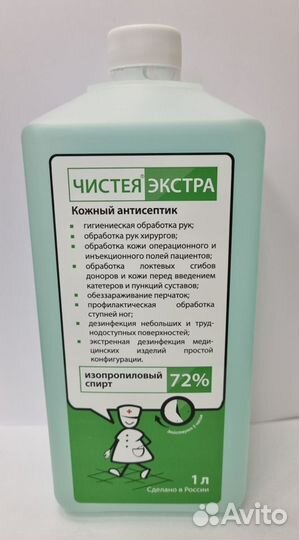 ЧИСТЕЯ® ЭКСТРА
Кожный антисептик
гигиениеская обработка рук;
обработка рук хирургов;
обработка кожи операционного и
инъекционного полей пациентов;
обработка локтевых сгибов
доноров и кожи перед введением
катетеров и пункций суставов;
обеззараживание перчаток;
профилактическая обработка
ступней ног;
дезинфекция небольших и труд-
нодоступных поверхностей;
экстренная дезинфекция меди-
цинских изделий простой
конфигурации.
изопропиловый
спирт
72%
1 л
Сделано в России
Avito